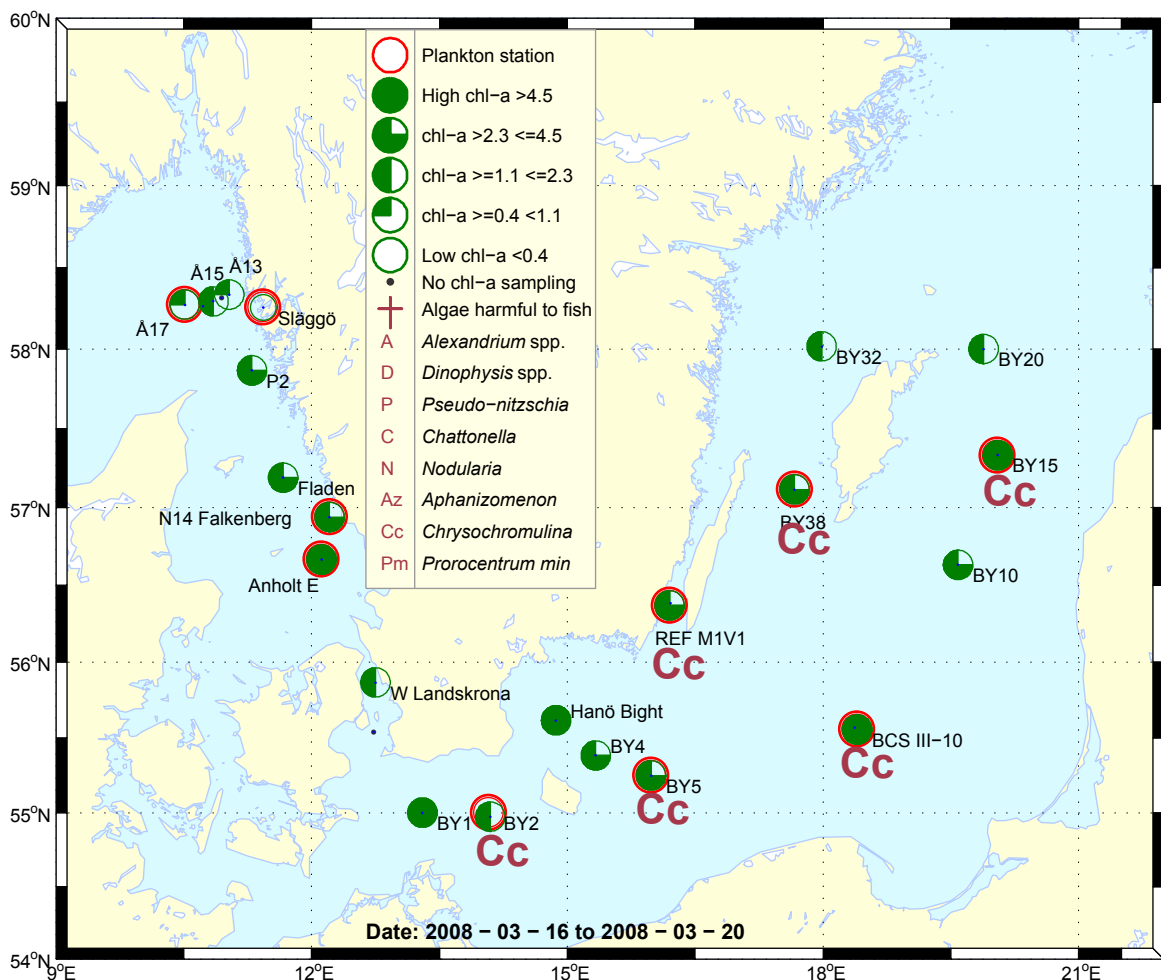 60°N
59°N
58°N
57°N
56°N
55°N
54°N
9°E
12°E
15°E
18°E
21°E
Plankton station
High chl−a >4.5
chl−a >2.3 <=4.5
chl−a >=1.1 <=2.3
chl−a >=0.4 <1.1
Low chl−a <0.4
No chl−a sampling
Algae harmful to fish
A Alexandrium spp.
D Dinophysis spp.
P Pseudo−nitzschia
C Chattonella
N Nodularia
Az Aphanizomenon
Cc Chrysochromulina
Pm Prorocentrum min
Å15
Å13
Å17
Släggö
P2
Fladen
N14 Falkenberg
Anholt E
W Landskrona
Hanö Bight
BY4
BY5
Cc
BY1
BY2
Cc
REF M1V1
Cc
BY32
BY20
BY15
Cc
BY38
Cc
BY10
BCS III−10
Cc
Date: 2008 − 03 − 16 to 2008 − 03 − 20